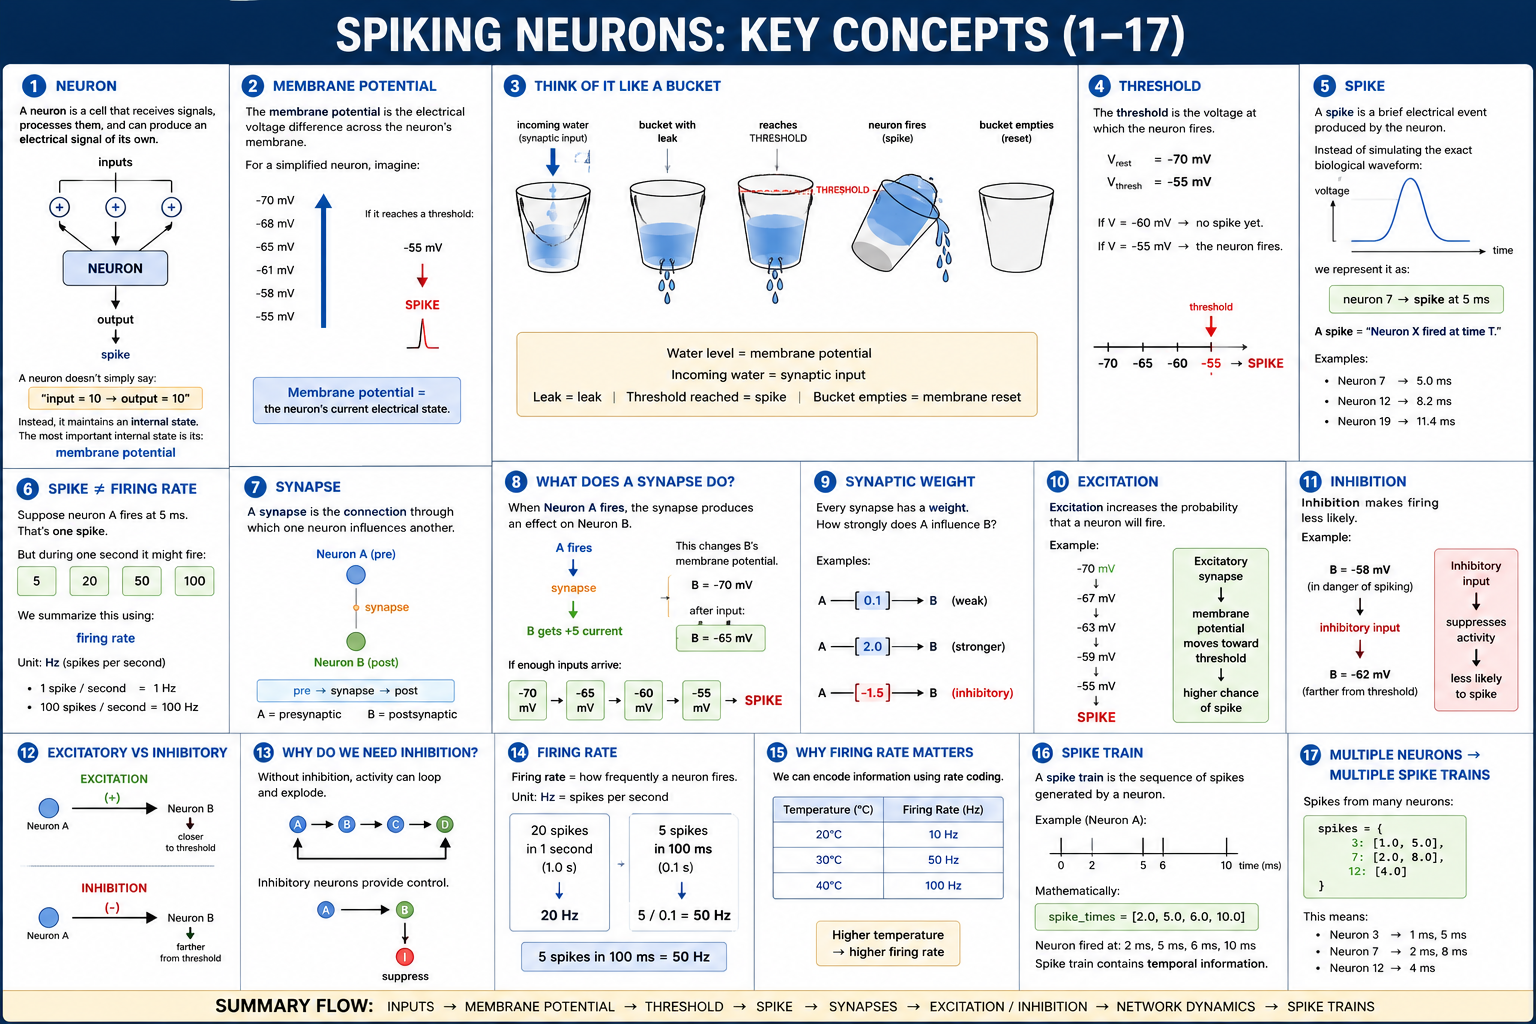 SPIKING NEURONS: KEY CONCEPTS (1–17)
1 NEURON
A neuron is a cell that receives signals,
processes them, and can produce an
electrical signal of its own.
inputs
+ + +
NEURON
output
spike
A neuron doesn't simply say:
"input = 10 → output = 10"
Instead, it maintains an internal state.
The most important internal state is its:
membrane potential
2 MEMBRANE POTENTIAL
The membrane potential is the electrical
voltage difference across the neuron's
membrane.
For a simplified neuron, imagine:
-70 mV
-68 mV
-65 mV
-61 mV
-58 mV
-55 mV
If it reaches a threshold:
-55 mV
SPIKE
Membrane potential =
the neuron's current electrical state.
3 THINK OF IT LIKE A BUCKET
incoming water
(synaptic input)
bucket with
leak
reaches
THRESHOLD
neuron fires
(spike)
bucket empties
(reset)
THRESHOLD
Water level = membrane potential
Incoming water = synaptic input
Leak = leak | Threshold reached = spike | Bucket empties = membrane reset
4 THRESHOLD
The threshold is the voltage at
which the neuron fires.
Vrest = -70 mV
Vthresh = -55 mV
If V = -60 mV → no spike yet.
If V = -55 mV → the neuron fires.
threshold
-70 -65 -60 -55 → SPIKE
5 SPIKE
A spike is a brief electrical event
produced by the neuron.
Instead of simulating the exact
biological waveform:
voltage
time
we represent it as:
neuron 7 → spike at 5 ms
A spike = "Neuron X fired at time T."
Examples:
• Neuron 7 → 5.0 ms
• Neuron 12 → 8.2 ms
• Neuron 19 → 11.4 ms
6 SPIKE ≠ FIRING RATE
Suppose neuron A fires at 5 ms.
That's one spike.
But during one second it might fire:
5 20 50 100
We summarize this using:
firing rate
Unit: Hz (spikes per second)
• 1 spike / second = 1 Hz
• 100 spikes / second = 100 Hz
7 SYNAPSE
A synapse is the connection through
which one neuron influences another.
Neuron A (pre)
synapse
Neuron B (post)
pre → synapse → post
A = presynaptic B = postsynaptic
8 WHAT DOES A SYNAPSE DO?
When Neuron A fires, the synapse produces
an effect on Neuron B.
A fires
synapse
B gets +5 current
This changes B's
membrane potential.
B = -70 mV
after input:
B = -65 mV
If enough inputs arrive:
-70 mV → -65 mV → -60 mV → -55 mV → SPIKE
9 SYNAPTIC WEIGHT
Every synapse has a weight.
How strongly does A influence B?
Examples:
A —[ 0.1 ]→ B (weak)
A —[ 2.0 ]→ B (stronger)
A —[ -1.5 ]→ B (inhibitory)
10 EXCITATION
Excitation increases the probability
that a neuron will fire.
Example:
-70 mV
↓
-67 mV
↓
-63 mV
↓
-59 mV
↓
-55 mV
↓
SPIKE
Excitatory
synapse
↓
membrane
potential
moves toward
threshold
↓
higher chance
of spike
11 INHIBITION
Inhibition makes firing
less likely.
Example:
B = -58 mV
(in danger of spiking)
inhibitory input
B = -62 mV
(farther from threshold)
Inhibitory
input
↓
suppresses
activity
↓
less likely
to spike
12 EXCITATORY VS INHIBITORY
EXCITATION
(+)
Neuron A
Neuron B
closer
to threshold
INHIBITION
(–)
Neuron A
Neuron B
farther
from threshold
13 WHY DO WE NEED INHIBITION?
Without inhibition, activity can loop
and explode.
A → B → C → D
Inhibitory neurons provide control.
A → B
I
suppress
14 FIRING RATE
Firing rate = how frequently a neuron fires.
Unit: Hz = spikes per second
20 spikes
in 1 second
(1.0 s)
↓
20 Hz
5 spikes
in 100 ms
(0.1 s)
↓
5 / 0.1 = 50 Hz
5 spikes in 100 ms = 50 Hz
15 WHY FIRING RATE MATTERS
We can encode information using rate coding.
Temperature (°C) Firing Rate (Hz)
20°C 10 Hz
30°C 50 Hz
40°C 100 Hz
Higher temperature
→ higher firing rate
16 SPIKE TRAIN
A spike train is the sequence of spikes
generated by a neuron.
Example (Neuron A):
0 2 5 6 10 time (ms)
Mathematically:
spike_times = [2.0, 5.0, 6.0, 10.0]
Neuron fired at: 2 ms, 5 ms, 6 ms, 10 ms
Spike train contains temporal information.
17 MULTIPLE NEURONS →
MULTIPLE SPIKE TRAINS
Spikes from many neurons:
spikes = {
3: [1.0, 5.0],
7: [2.0, 8.0],
12: [4.0]
}
This means:
• Neuron 3 → 1 ms, 5 ms
• Neuron 7 → 2 ms, 8 ms
• Neuron 12 → 4 ms
SUMMARY FLOW: INPUTS → MEMBRANE POTENTIAL → THRESHOLD → SPIKE → SYNAPSES → EXCITATION / INHIBITION → NETWORK DYNAMICS → SPIKE TRAINS